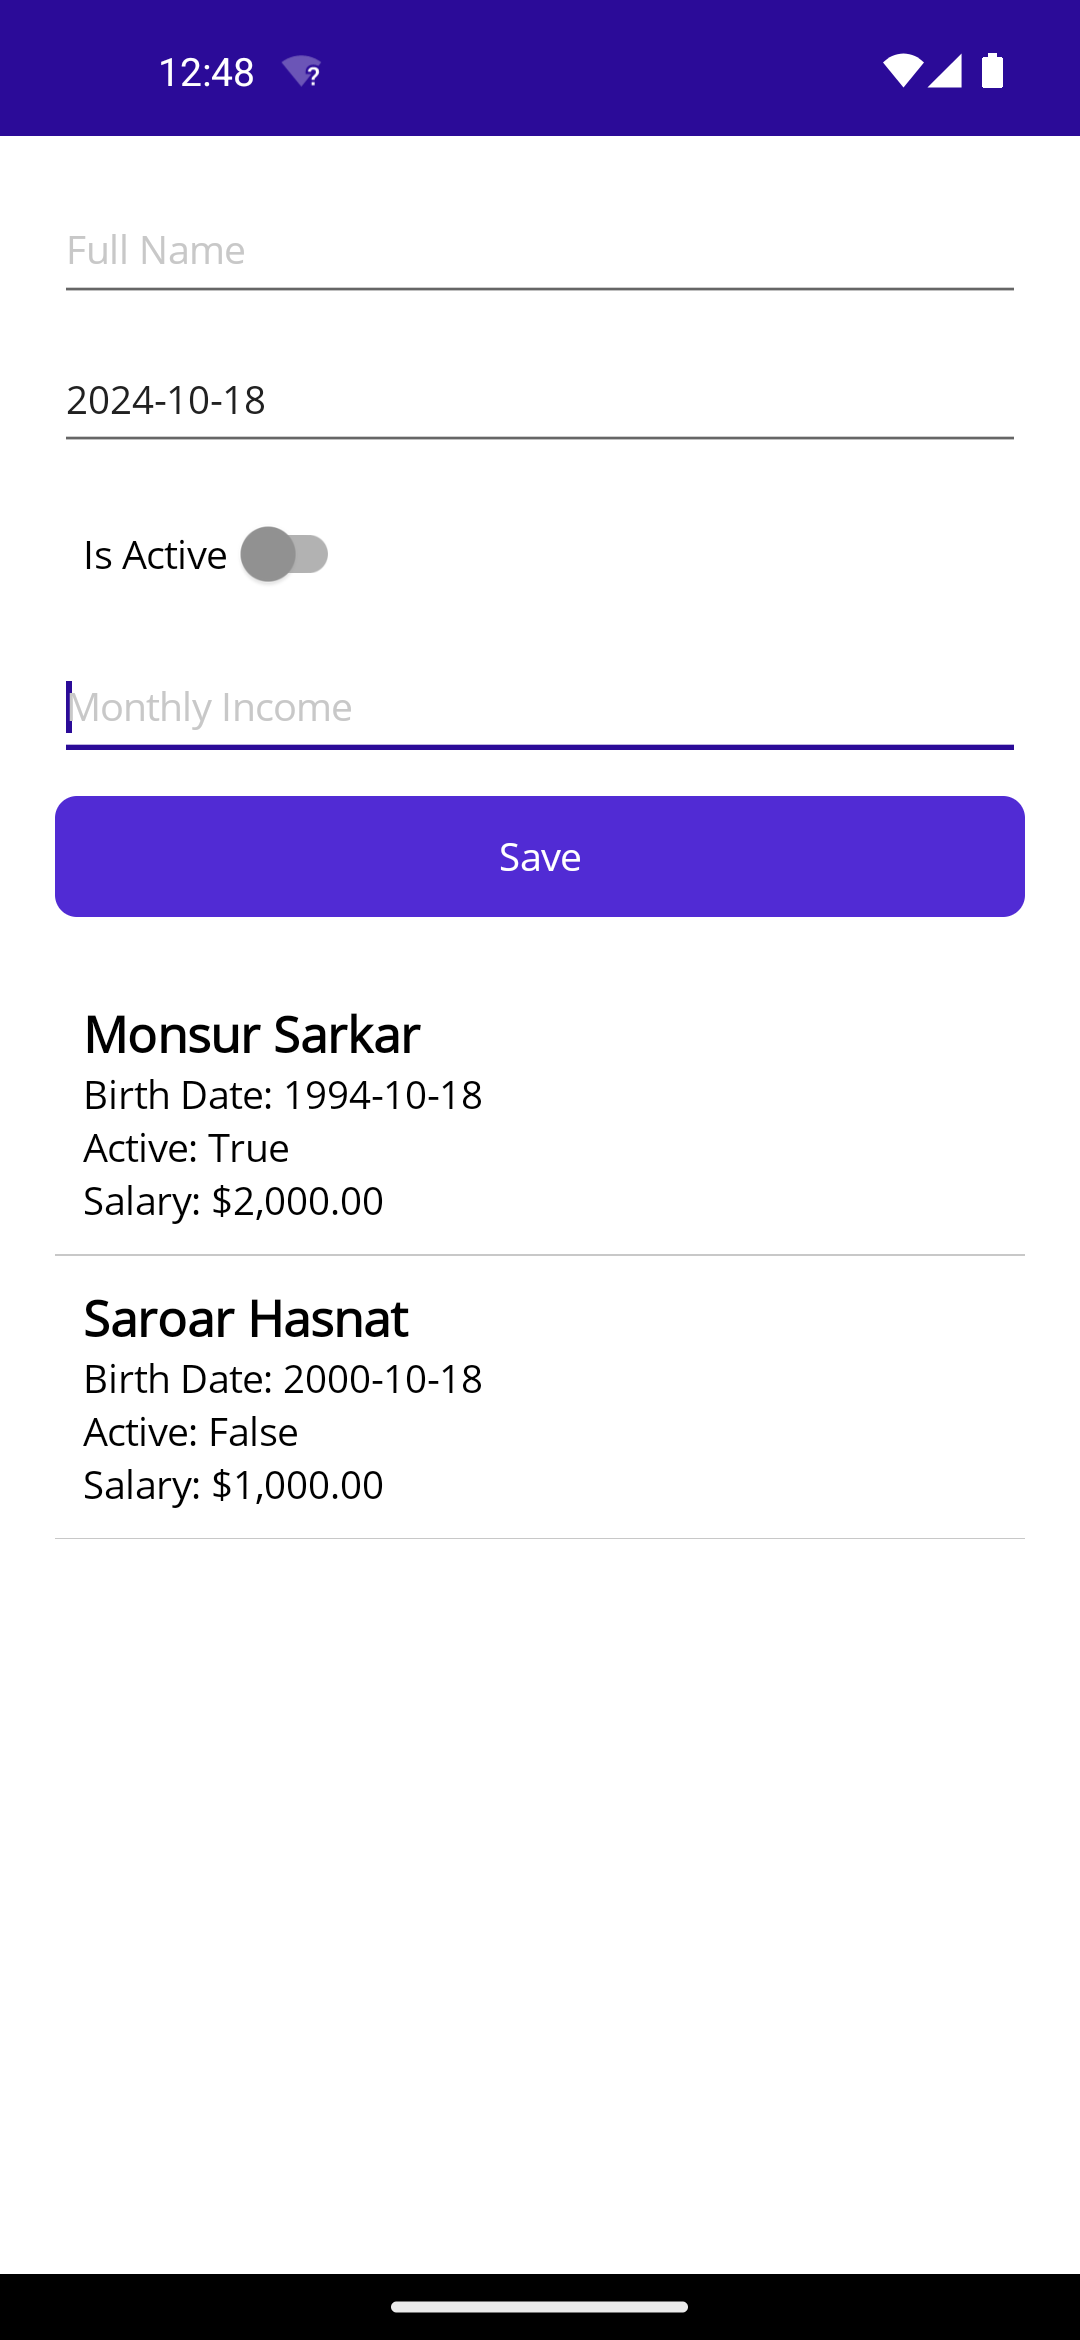 12:48
Full Name
2024-10-18
Is Active
Monthly Income
Save
Monsur Sarkar
Birth Date: 1994-10-18
Active: True
Salary: $2,000.00
Saroar Hasnat
Birth Date: 2000-10-18
Active: False
Salary: $1,000.00